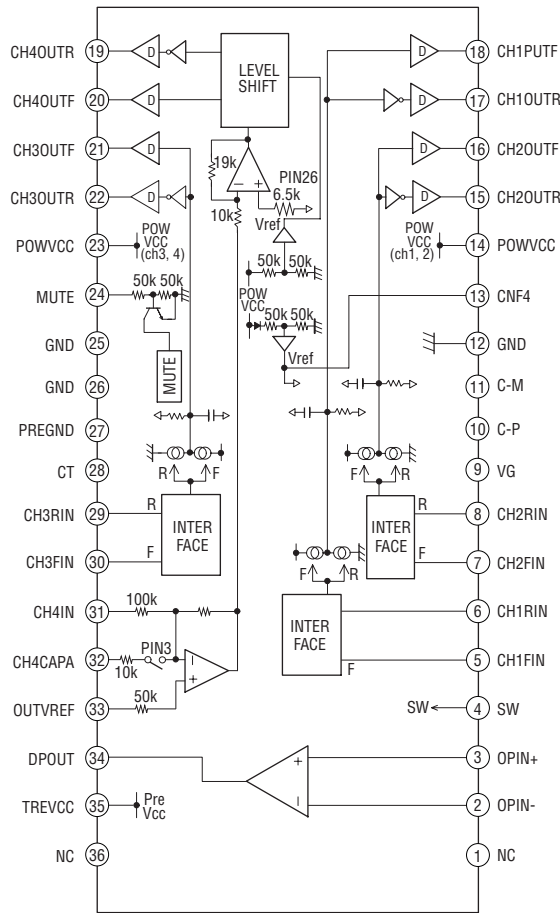 CH4OUTR 19 D
CH4OUTF 20 D
CH3OUTF 21 D
CH3OUTR 22 D
POWVCC 23 POW VCC (ch3, 4)
MUTE 24 50k 50k
GND 25
GND 26
PREGND 27
CT 28
CH3RIN 29 R
CH3FIN 30 F
CH4IN 31 100k
CH4CAPA 32 10k PIN3
OUTVREF 33 50k
DPOUT 34
TREVCC 35 Pre Vcc
NC 36
MUTE
R F
INTER
FACE
LEVEL
SHIFT
19k
10k
PIN26
6.5k
Vref
50k 50k
POW
VCC
50k 50k
Vref
− +
− +
+ −
F R
INTER
FACE
F R
INTER
FACE
D 18 CH1PUTF
D 17 CH1OUTR
D 16 CH2OUTF
D 15 CH2OUTR
POW VCC (ch1, 2) 14 POWVCC
13 CNF4
12 GND
11 C-M
10 C-P
9 VG
R 8 CH2RIN
F 7 CH2FIN
6 CH1RIN
F 5 CH1FIN
SW 4 SW
3 OPIN+
2 OPIN-
1 NC